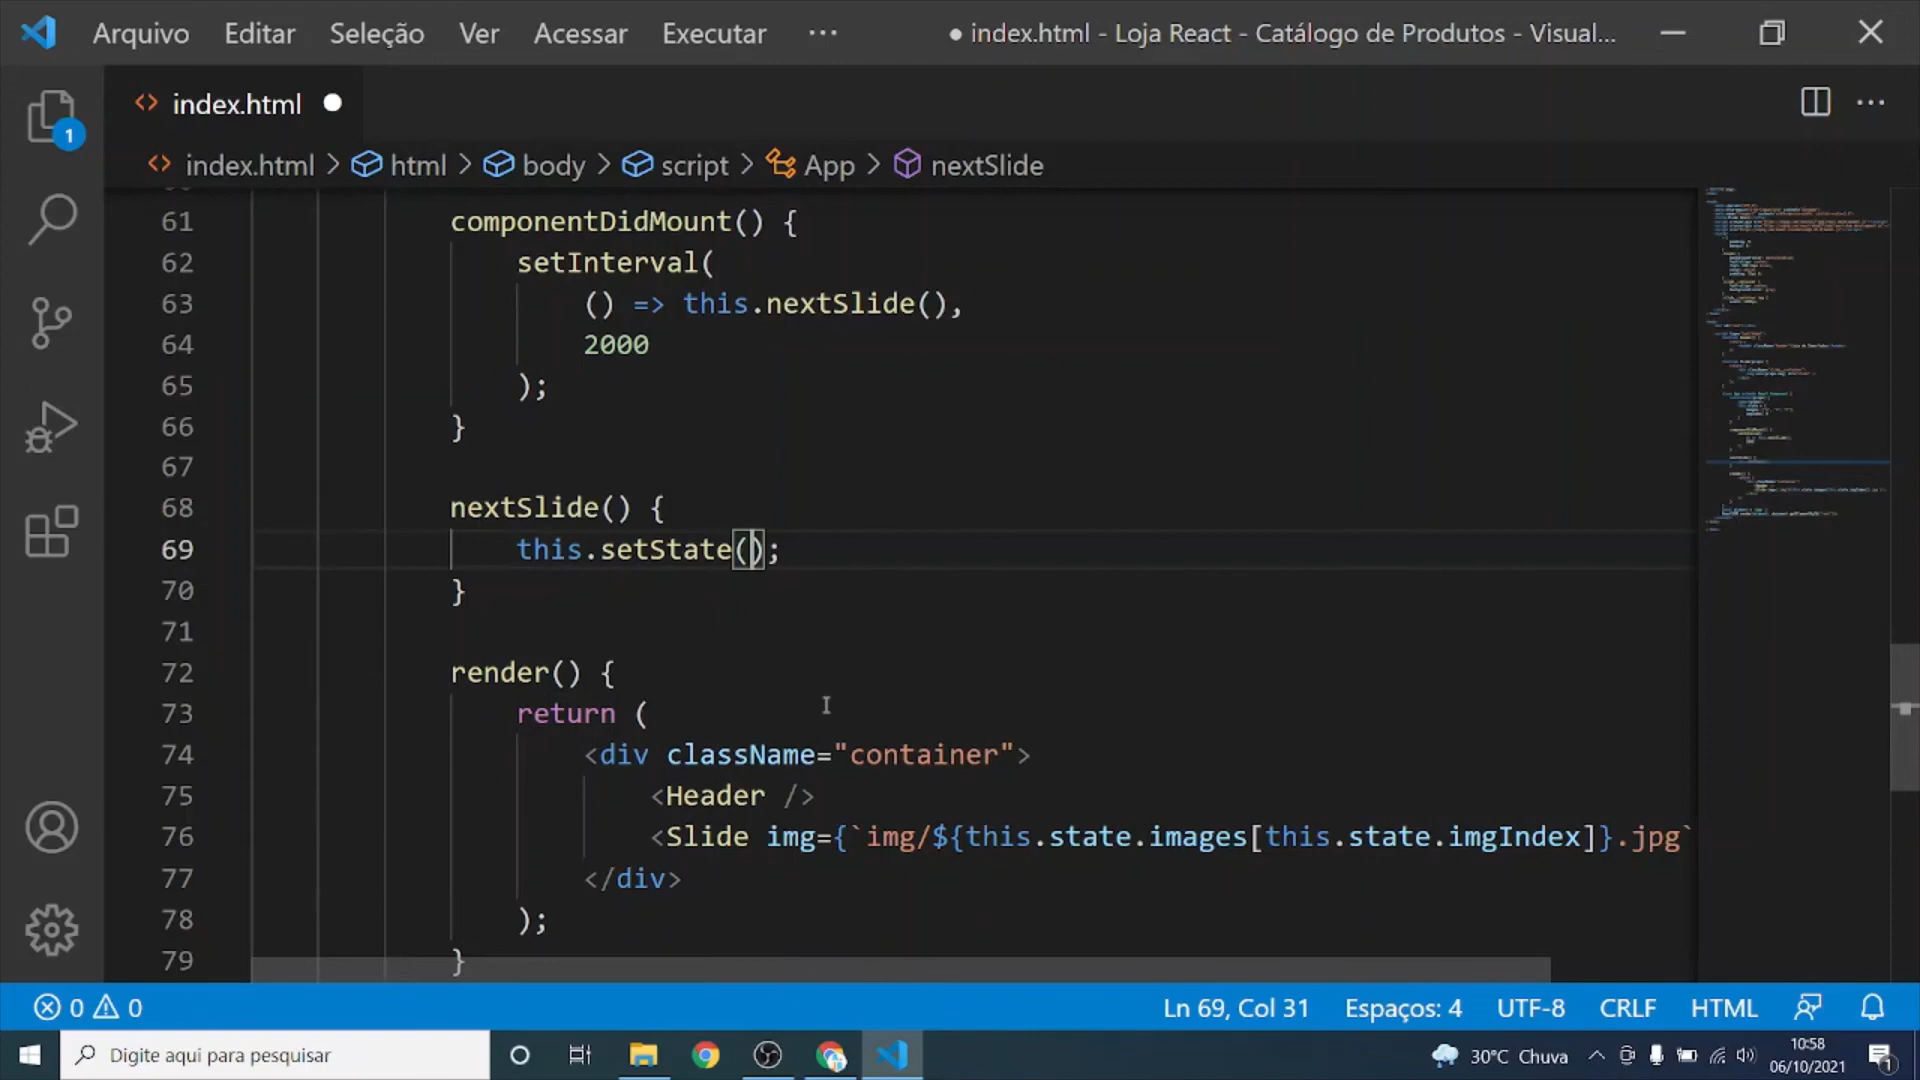 Arquivo Editar Seleção Ver Acessar Executar ··· ● index.html - Loja React - Catálogo de Produtos - Visual...
<> index.html ●
1
<> index.html > html > body > script > App > nextSlide
61 componentDidMount() {
62 setInterval(
63 () => this.nextSlide(),
64 2000
65 );
66 }
67
68 nextSlide() {
69 this.setState();
70 }
71
72 render() {
73 return (
74 <div className="container">
75 <Header />
76 <Slide img={`img/${this.state.images[this.state.imgIndex]}.jpg`
77 </div>
78 );
79 }
0 0 Ln 69, Col 31 Espaços: 4 UTF-8 CRLF HTML
Digite aqui para pesquisar
30°C Chuva
10:58
06/10/2021
1